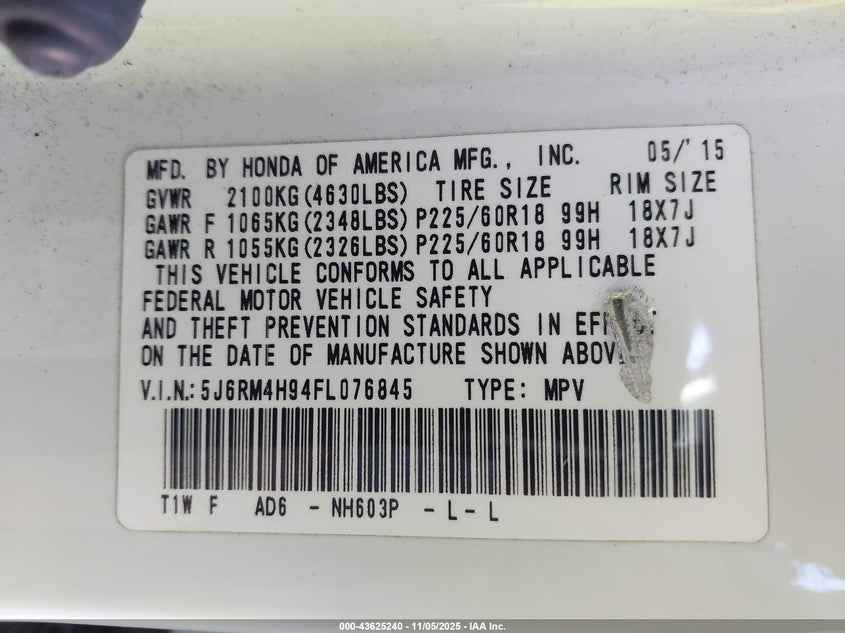 MFD. BY HONDA OF AMERICA MFG., INC. 05/'15
GVWR 2100KG(4630LBS) TIRE SIZE RIM SIZE
GAWR F 1065KG(2348LBS) P225/60R18 99H 18X7J
GAWR R 1055KG(2326LBS) P225/60R18 99H 18X7J
THIS VEHICLE CONFORMS TO ALL APPLICABLE
FEDERAL MOTOR VEHICLE SAFETY
AND THEFT PREVENTION STANDARDS IN
ON THE DATE OF MANUFACTURE SHOWN ABOVE.
V.I.N.: 5J6RM4H94FL076845 TYPE: MPV
T1W F AD6 - NH603P - L - L
000-43625240 - 11/05/2025 - IAA Inc.